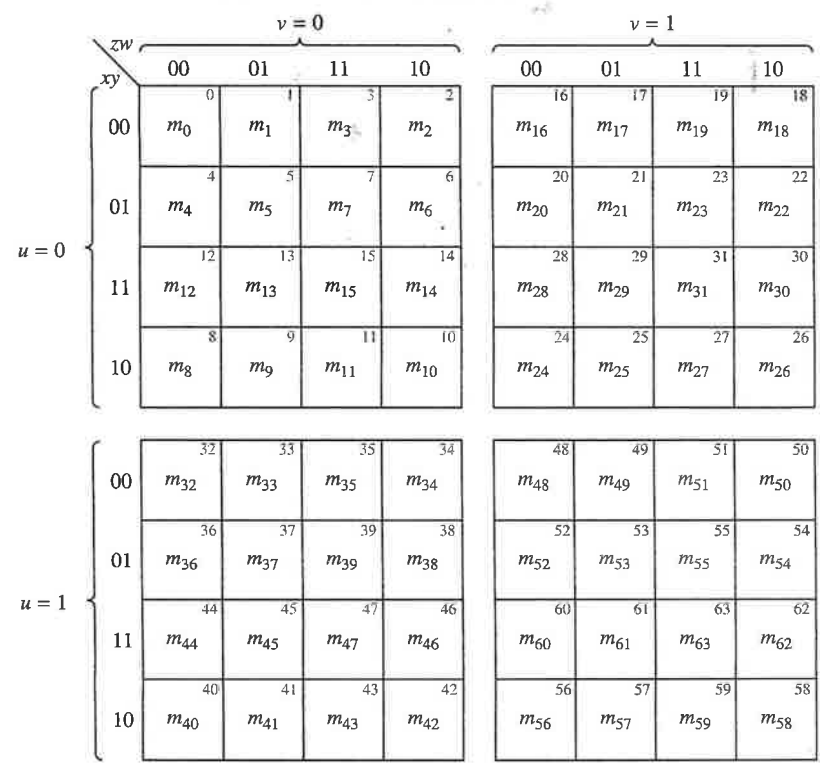 v = 0 v = 1
zw
xy 00 01 11 10 00 01 11 10
0 1 3 2 16 17 19 18
00 m0 m1 m3 m2 m16 m17 m19 m18
4 5 7 6 20 21 23 22
01 m4 m5 m7 m6 m20 m21 m23 m22
u = 0
12 13 15 14 28 29 31 30
11 m12 m13 m15 m14 m28 m29 m31 m30
8 9 11 10 24 25 27 26
10 m8 m9 m11 m10 m24 m25 m27 m26
32 33 35 34 48 49 51 50
00 m32 m33 m35 m34 m48 m49 m51 m50
36 37 39 38 52 53 55 54
01 m36 m37 m39 m38 m52 m53 m55 m54
u = 1
44 45 47 46 60 61 63 62
11 m44 m45 m47 m46 m60 m61 m63 m62
40 41 43 42 56 57 59 58
10 m40 m41 m43 m42 m56 m57 m59 m58